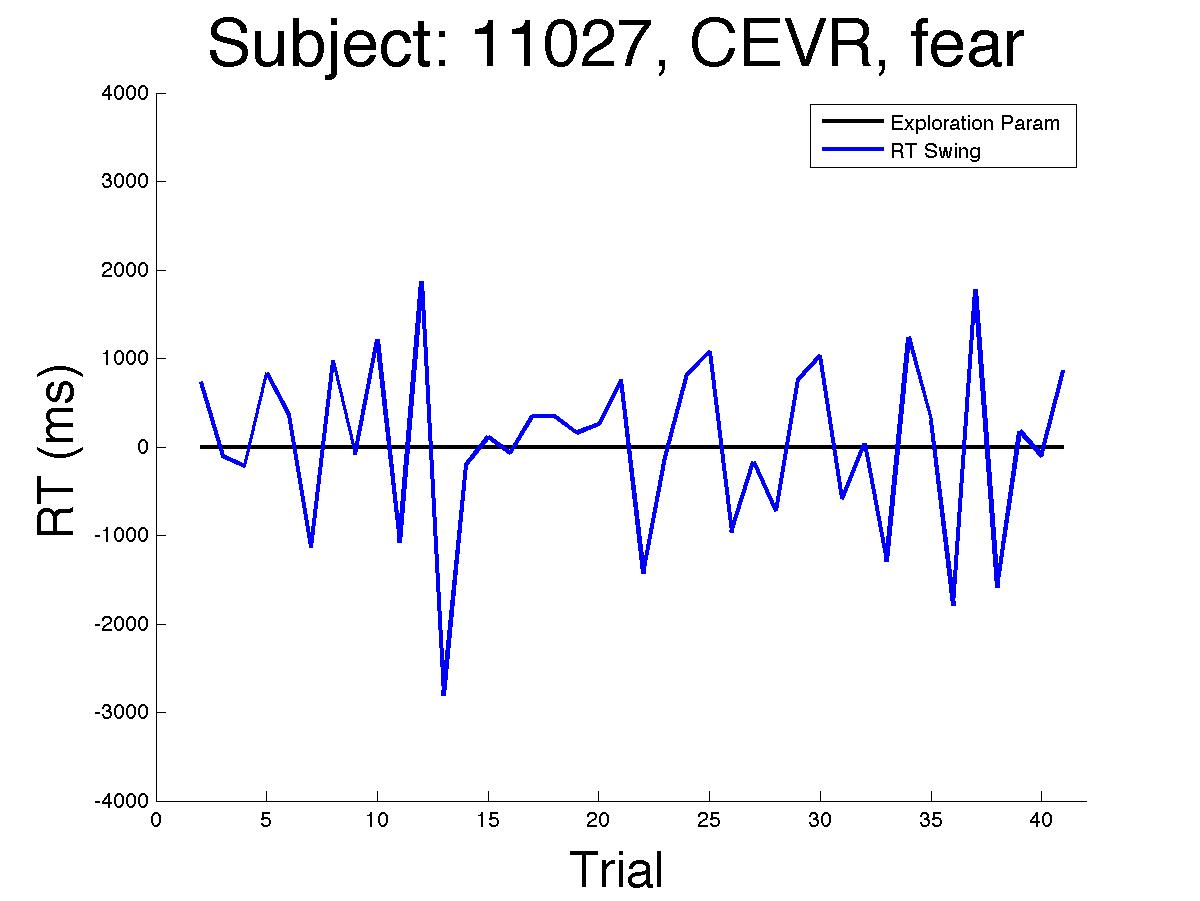 Subject: 11027, CEVR, fear
Exploration Param
RT Swing
4000
3000
2000
1000
0
-1000
-2000
-3000
-4000
RT (ms)
0 5 10 15 20 25 30 35 40
Trial